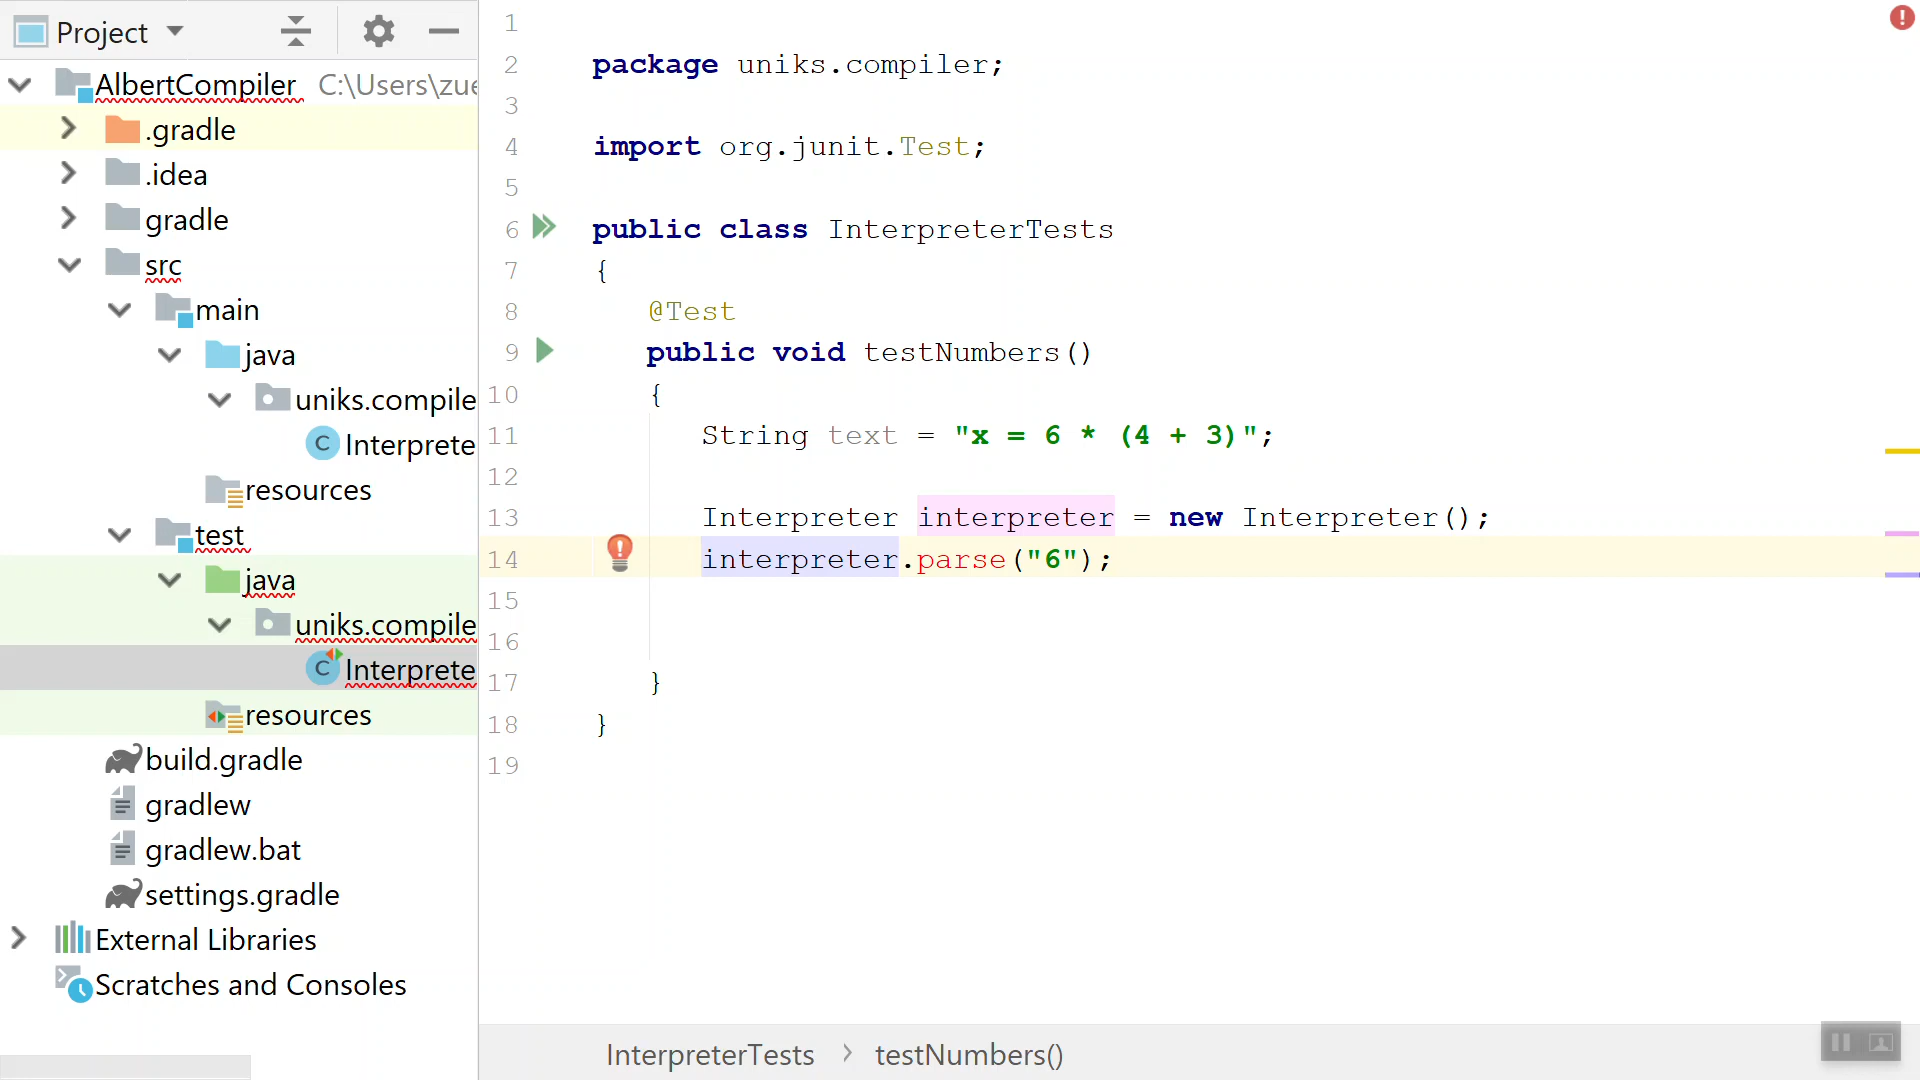 Project
AlbertCompiler C:\Users\zue
.gradle
.idea
gradle
src
main
java
uniks.compile
Interprete
resources
test
java
uniks.compile
Interprete
resources
build.gradle
gradlew
gradlew.bat
settings.gradle
External Libraries
Scratches and Consoles
1
2 package uniks.compiler;
3
4 import org.junit.Test;
5
6 public class InterpreterTests
7 {
8 @Test
9 public void testNumbers()
10 {
11 String text = "x = 6 * (4 + 3)";
12
13 Interpreter interpreter = new Interpreter();
14 interpreter.parse("6");
15
16
17 }
18 }
19
InterpreterTests > testNumbers()